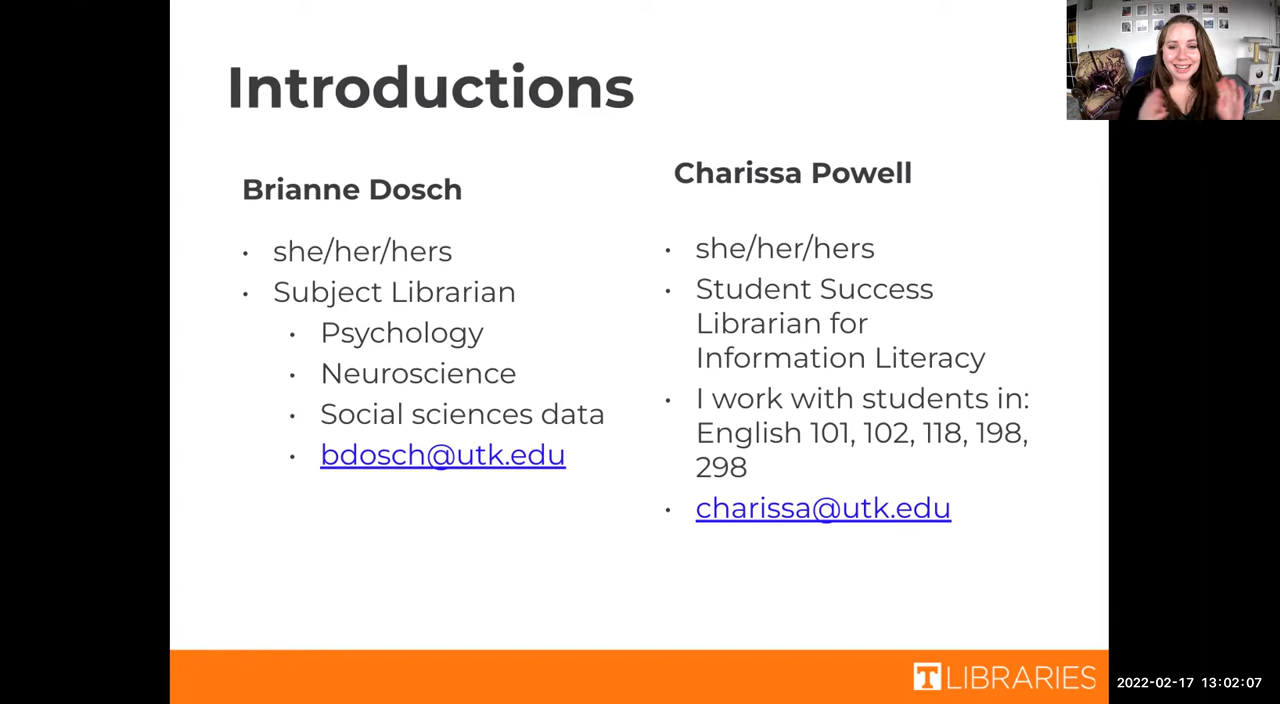 Introductions
Brianne Dosch
• she/her/hers
• Subject Librarian
• Psychology
• Neuroscience
• Social sciences data
• bdosch@utk.edu
Charissa Powell
• she/her/hers
• Student Success
Librarian for
Information Literacy
• I work with students in:
English 101, 102, 118, 198,
298
• charissa@utk.edu
T LIBRARIES
2022-02-17 13:02:07